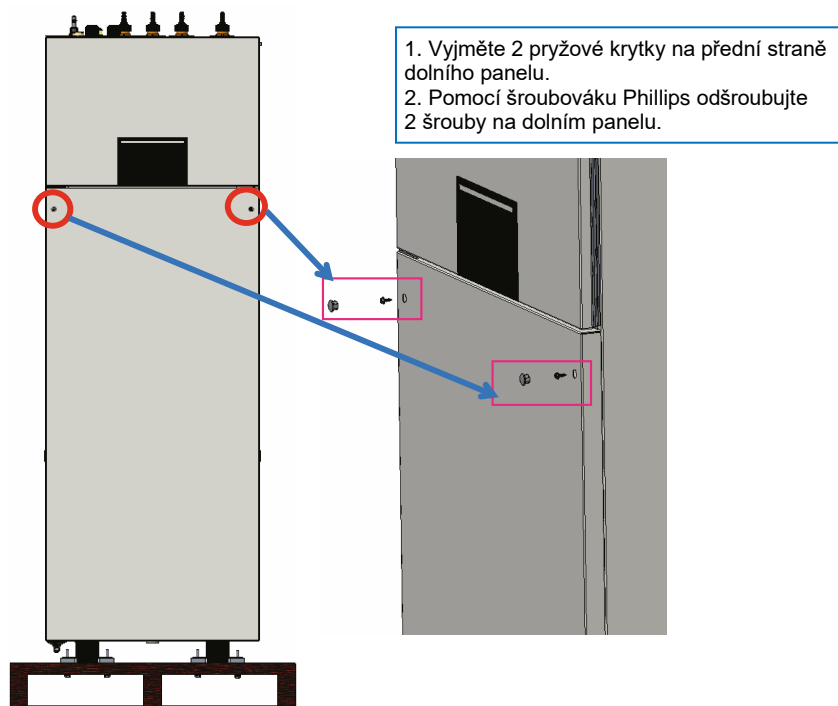 1. Vyjměte 2 pryžové krytky na přední straně
dolního panelu.
2. Pomocí šroubováku Phillips odšroubujte
2 šrouby na dolním panelu.